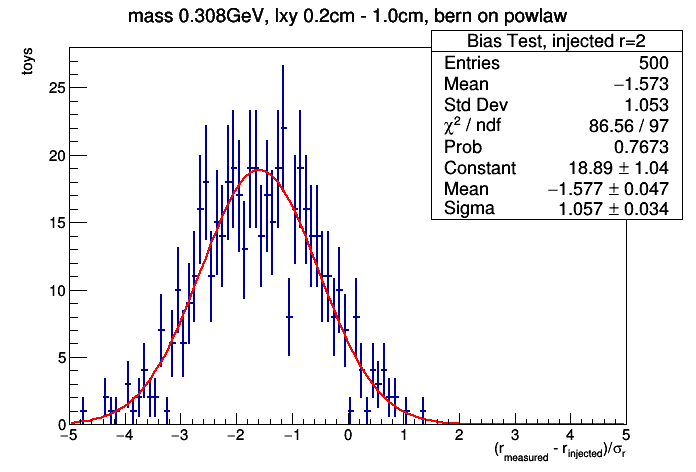 mass 0.308GeV, lxy 0.2cm - 1.0cm, bern on powlaw
Bias Test, injected r=2
Entries 500
Mean −1.573
Std Dev 1.053
χ² / ndf 86.56 / 97
Prob 0.7673
Constant 18.89 ± 1.04
Mean −1.577 ± 0.047
Sigma 1.057 ± 0.034
toys
25
20
15
10
5
0
−5 −4 −3 −2 −1 0 1 2 3 4 5
(r_measured - r_injected)/σ_r